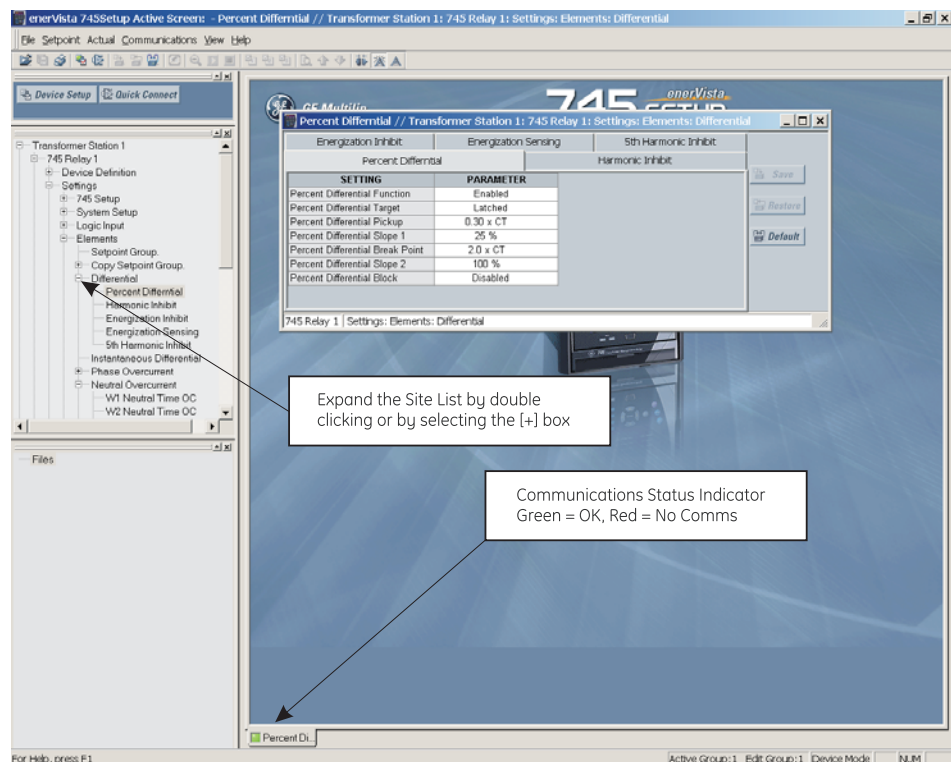 enerVista 745Setup Active Screen: - Percent Differntial // Transformer Station 1: 745 Relay 1: Settings: Elements: Differential
File Setpoint Actual Communications View Help
Device Setup Quick Connect
Transformer Station 1
745 Relay 1
Device Definition
Settings
745 Setup
System Setup
Logic Input
Elements
Setpoint Group.
Copy Setpoint Group.
Differential
Percent Differntial
Harmonic Inhibit
Energization Inhibit
Energization Sensing
5th Harmonic Inhibit
Instantaneous Differential
Phase Overcurrent
Neutral Overcurrent
W1 Neutral Time OC
W2 Neutral Time OC
Files
GE Multilin
745 enerVista
SETUP
Percent Differntial // Transformer Station 1: 745 Relay 1: Settings: Elements: Differential
Energization Inhibit Energization Sensing 5th Harmonic Inhibit
Percent Differntial Harmonic Inhibit
SETTING PARAMETER
Percent Differential Function Enabled
Percent Differential Target Latched
Percent Differential Pickup 0.30 x CT
Percent Differential Slope 1 25 %
Percent Differential Break Point 2.0 x CT
Percent Differential Slope 2 100 %
Percent Differential Block Disabled
Save
Restore
Default
745 Relay 1 Settings: Elements: Differential
Expand the Site List by double
clicking or by selecting the [+] box
Communications Status Indicator
Green = OK, Red = No Comms
Percent Di...
For Help, press F1
Active Group:1 Edit Group:1 Device Mode NUM